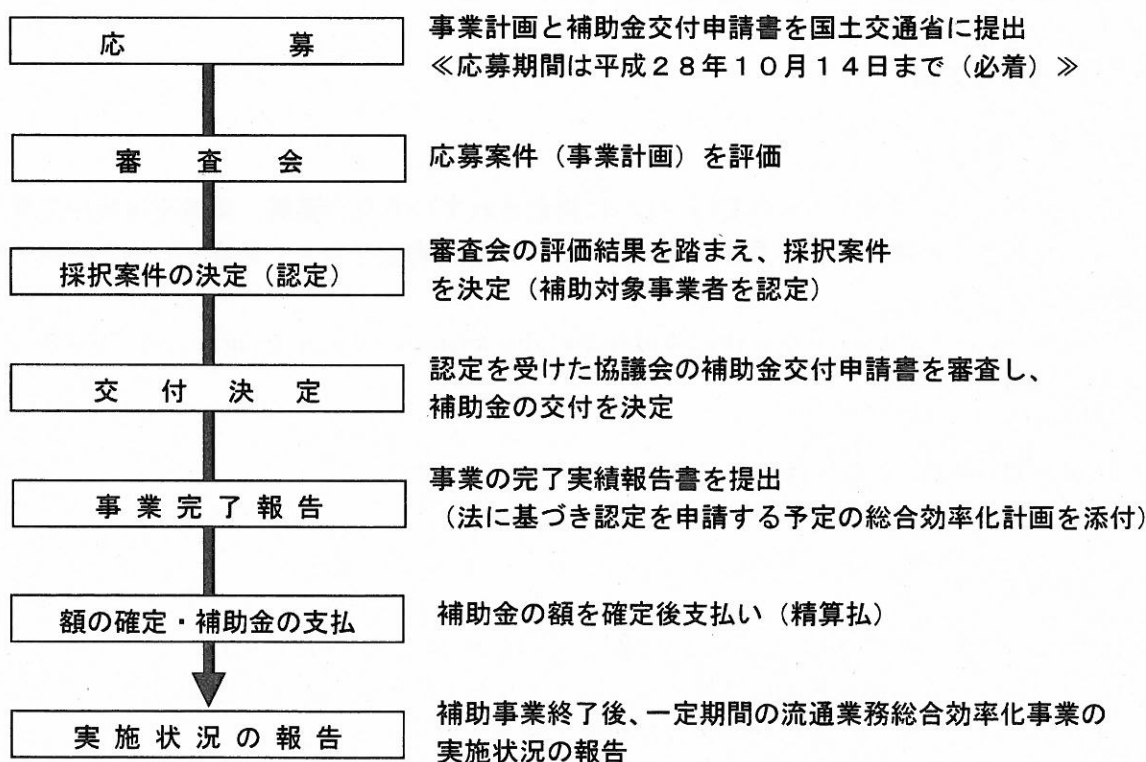 応募
事業計画と補助金交付申請書を国土交通省に提出
≪応募期間は平成28年10月14日まで(必着)≫
審査会
応募案件(事業計画)を評価
採択案件の決定(認定)
審査会の評価結果を踏まえ、採択案件
を決定(補助対象事業者を認定)
交付決定
認定を受けた協議会の補助金交付申請書を審査し、
補助金の交付を決定
事業完了報告
事業の完了実績報告書を提出
(法に基づき認定を申請する予定の総合効率化計画を添付)
額の確定・補助金の支払
補助金の額を確定後支払い(精算払)
実施状況の報告
補助事業終了後、一定期間の流通業務総合効率化事業の
実施状況の報告